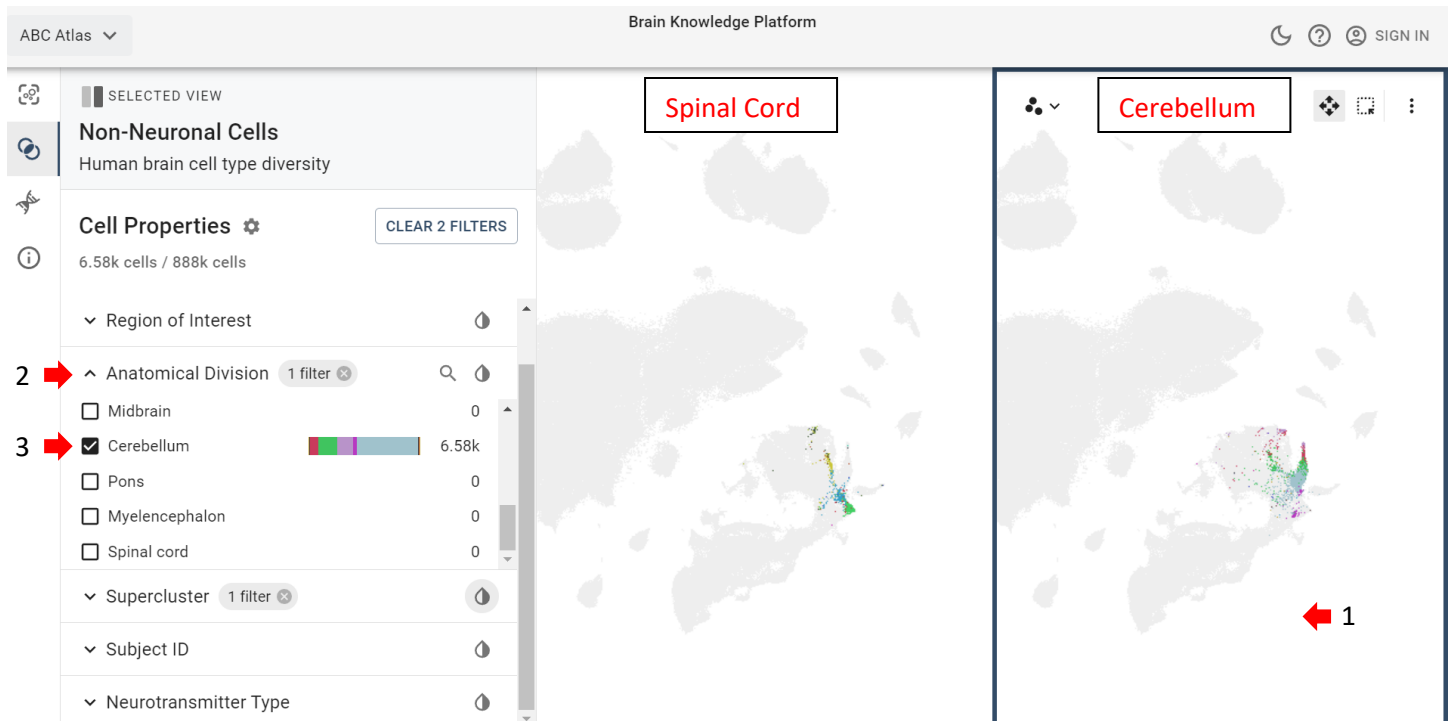 ABC Atlas
Brain Knowledge Platform
SIGN IN
SELECTED VIEW
Non-Neuronal Cells
Human brain cell type diversity
Cell Properties
CLEAR 2 FILTERS
6.58k cells / 888k cells
Region of Interest
2
Anatomical Division 1 filter
Midbrain 0
3
Cerebellum 6.58k
Pons 0
Myelencephalon 0
Spinal cord 0
Supercluster 1 filter
Subject ID
Neurotransmitter Type
Spinal Cord
Cerebellum
1